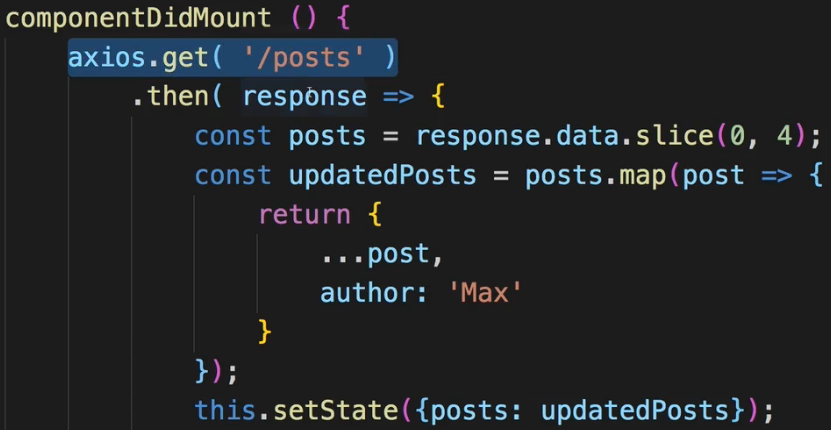 componentDidMount () {
axios.get( '/posts' )
.then( response => {
const posts = response.data.slice(0, 4);
const updatedPosts = posts.map(post => {
return {
...post,
author: 'Max'
}
});
this.setState({posts: updatedPosts});